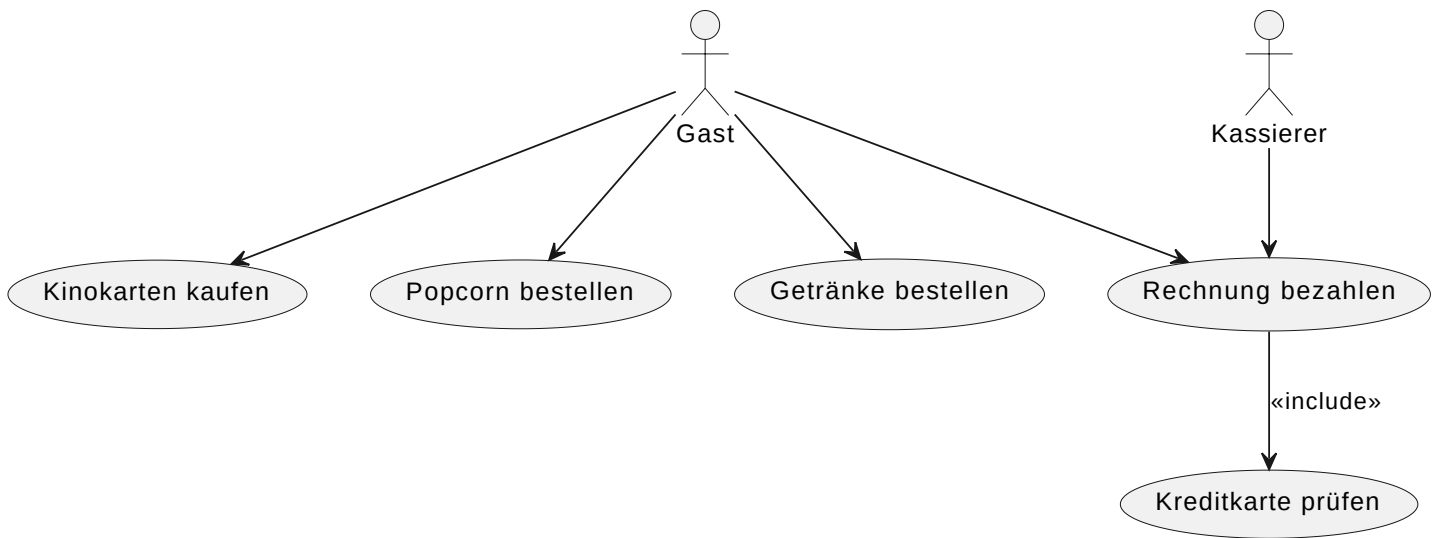 Gast
Kassierer
Kinokarten kaufen
Popcorn bestellen
Getränke bestellen
Rechnung bezahlen
«include»
Kreditkarte prüfen